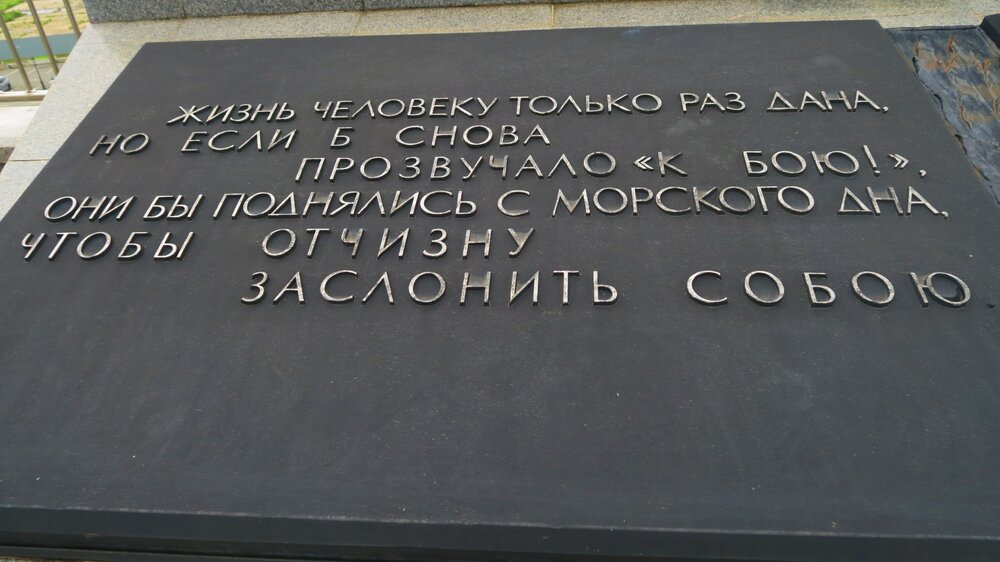 ЖИЗНЬ ЧЕЛОВЕКУ ТОЛЬКО РАЗ ДАНА,
НО ЕСЛИ Б СНОВА
ПРОЗВУЧАЛО «К БОЮ!»,
ОНИ БЫ ПОДНЯЛИСЬ С МОРСКОГО ДНА,
ЧТОБЫ ОТЧИЗНУ
ЗАСЛОНИТЬ СОБОЮ.